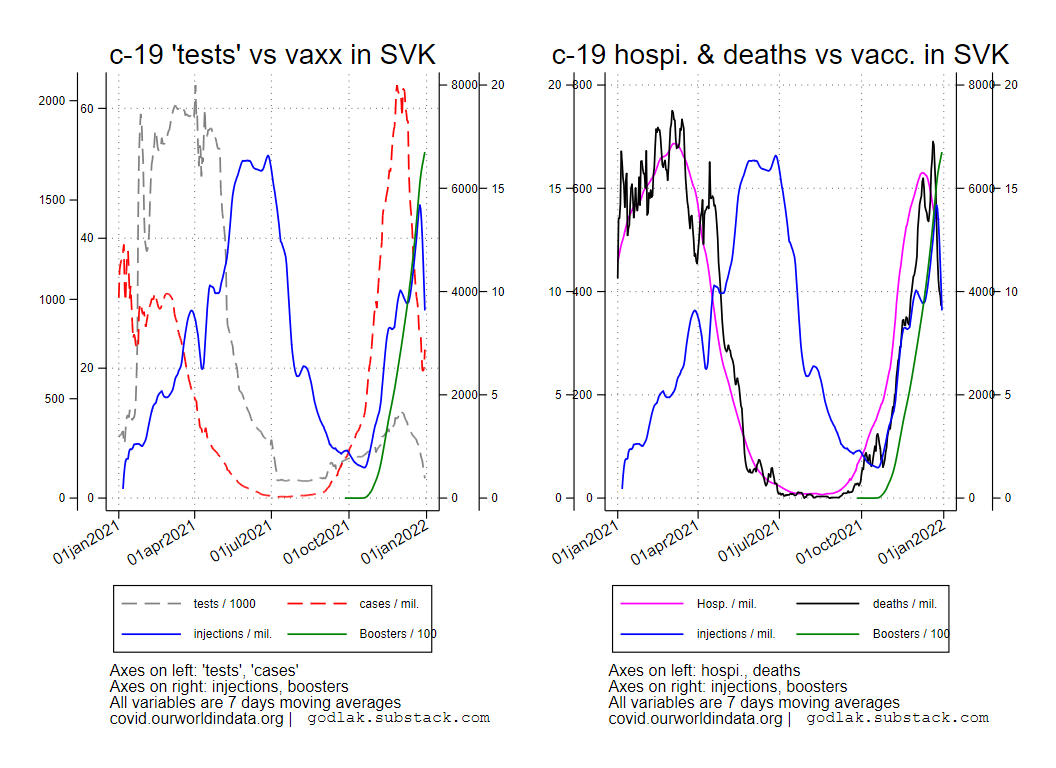 c-19 'tests' vs vaxx in SVK
2000
1500
1000
500
0
60
40
20
0
8000
6000
4000
2000
0
20
15
10
5
0
01jan2021
01apr2021
01jul2021
01oct2021
01jan2022
tests / 1000
cases / mil.
injections / mil.
Boosters / 100
Axes on left: 'tests', 'cases'
Axes on right: injections, boosters
All variables are 7 days moving averages
covid.ourworldindata.org | godlak.substack.com
c-19 hospi. & deaths vs vacc. in SVK
20
15
10
5
0
800
600
400
200
0
8000
6000
4000
2000
0
20
15
10
5
0
01jan2021
01apr2021
01jul2021
01oct2021
01jan2022
Hosp. / mil.
deaths / mil.
injections / mil.
Boosters / 100
Axes on left: hospi., deaths
Axes on right: injections, boosters
All variables are 7 days moving averages
covid.ourworldindata.org | godlak.substack.com